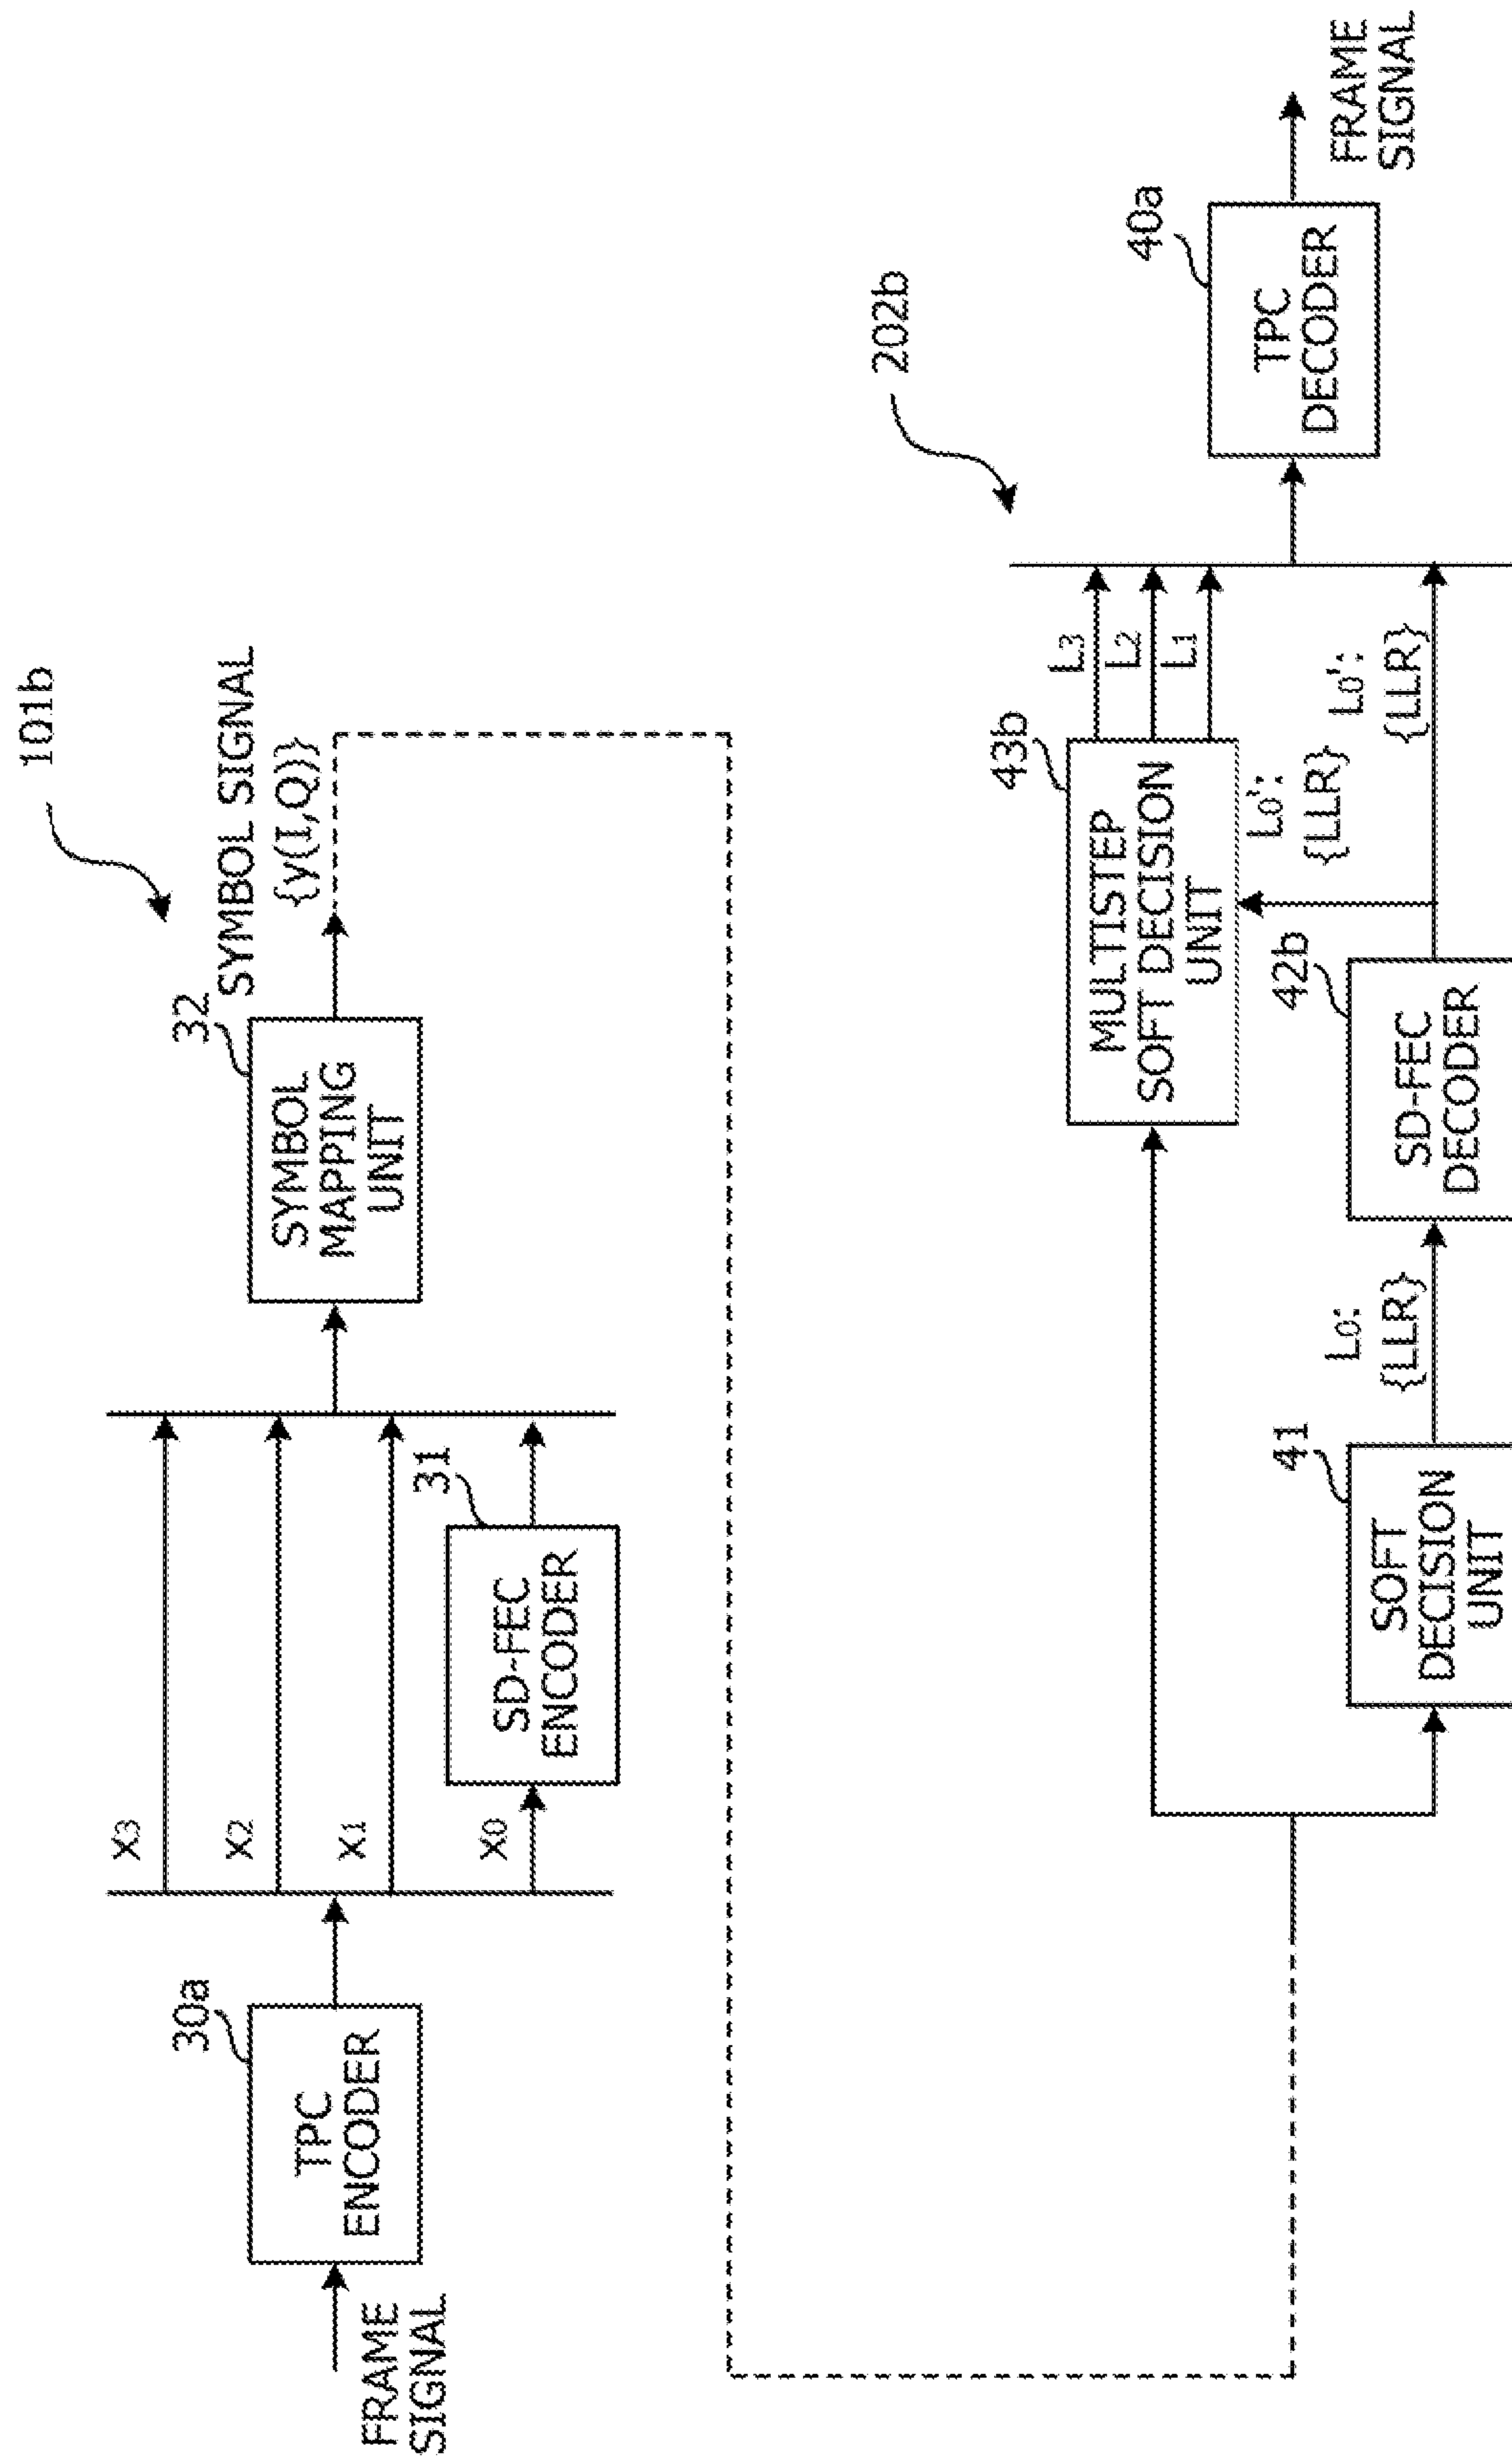 101b
FRAME
SIGNAL
30a
TPC
ENCODER
x3
x2
x1
x0
31
SD-FEC
ENCODER
32
SYMBOL
MAPPING
UNIT
SYMBOL SIGNAL
{y(I,Q)}
202b
41
SOFT
DECISION
UNIT
L0:
{LLR}
42b
SD-FEC
DECODER
43b
MULTISTEP
SOFT DECISION
UNIT
L0':
{LLR}
L0':
{LLR}
L3
L2
L1
40a
TPC
DECODER
FRAME
SIGNAL